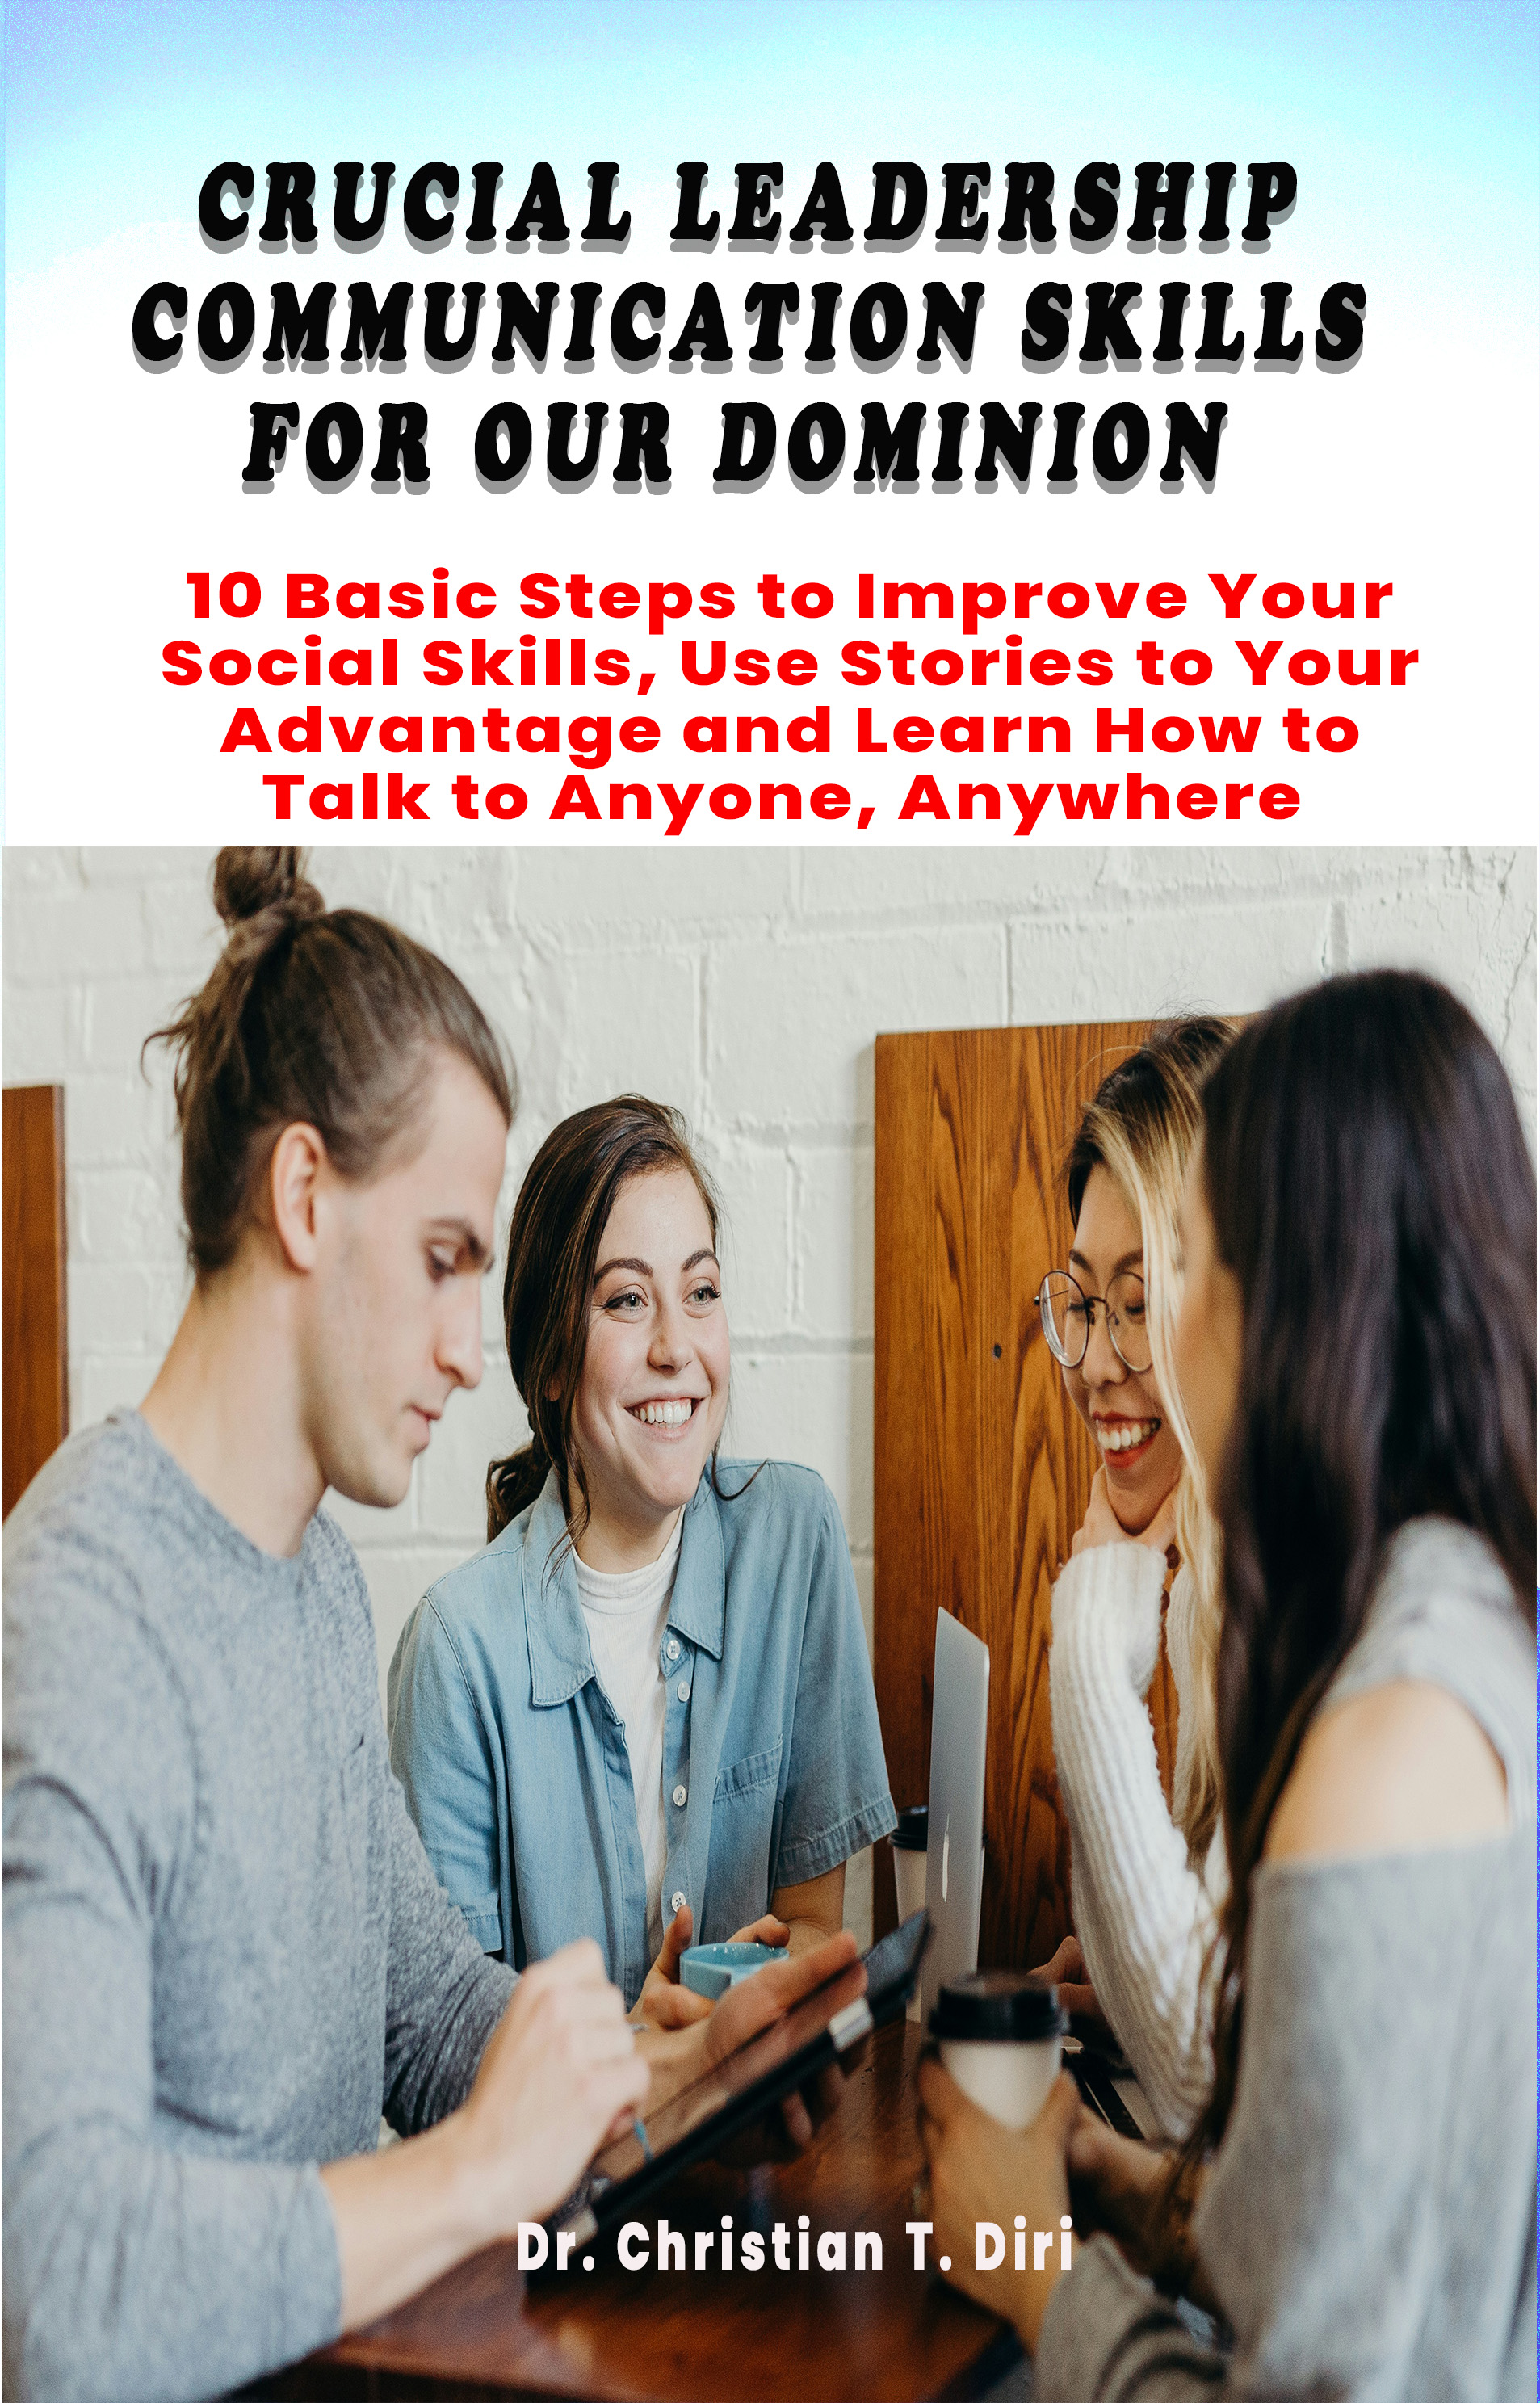 CRUCIAL LEADERSHIP
COMMUNICATION SKILLS
FOR OUR DOMINION
10 Basic Steps to Improve Your
Social Skills, Use Stories to Your
Advantage and Learn How to
Talk to Anyone, Anywhere
Dr. Christian T. Diri